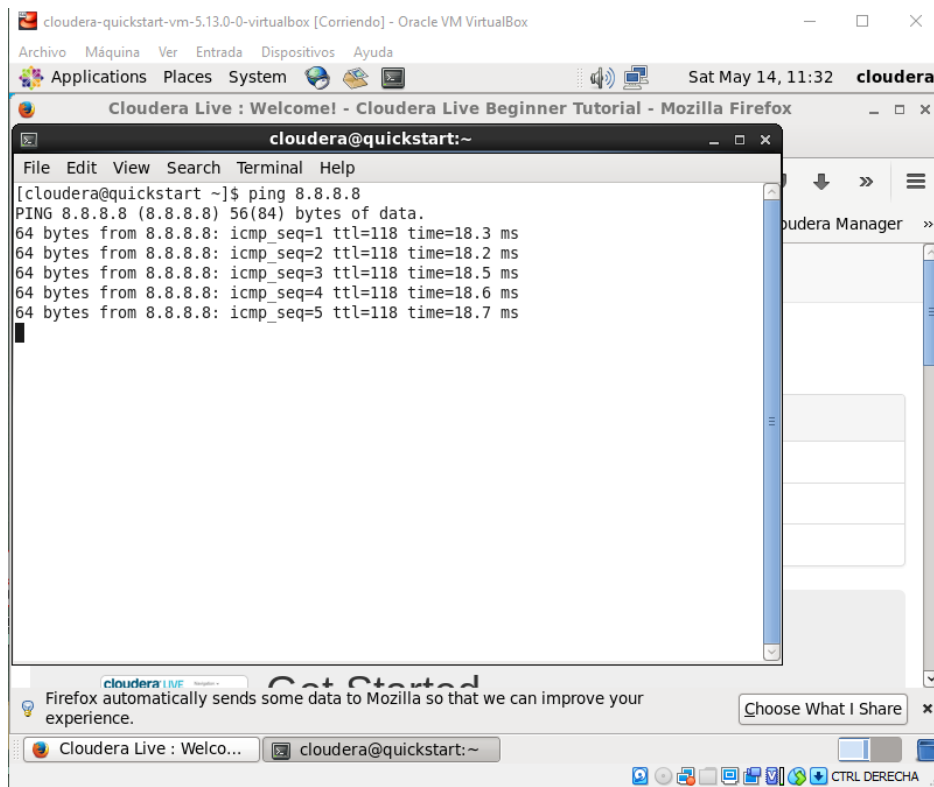 cloudera-quickstart-vm-5.13.0-0-virtualbox [Corriendo] - Oracle VM VirtualBox
Archivo Máquina Ver Entrada Dispositivos Ayuda
Applications Places System Sat May 14, 11:32 cloudera
Cloudera Live : Welcome! - Cloudera Live Beginner Tutorial - Mozilla Firefox
cloudera@quickstart:~
File Edit View Search Terminal Help
[cloudera@quickstart ~]$ ping 8.8.8.8
PING 8.8.8.8 (8.8.8.8) 56(84) bytes of data.
64 bytes from 8.8.8.8: icmp_seq=1 ttl=118 time=18.3 ms
64 bytes from 8.8.8.8: icmp_seq=2 ttl=118 time=18.2 ms
64 bytes from 8.8.8.8: icmp_seq=3 ttl=118 time=18.5 ms
64 bytes from 8.8.8.8: icmp_seq=4 ttl=118 time=18.6 ms
64 bytes from 8.8.8.8: icmp_seq=5 ttl=118 time=18.7 ms
oudera Manager »
cloudera LIVE
Get Started
Firefox automatically sends some data to Mozilla so that we can improve your
experience.
Choose What I Share
Cloudera Live : Welco...
cloudera@quickstart:~
CTRL DERECHA